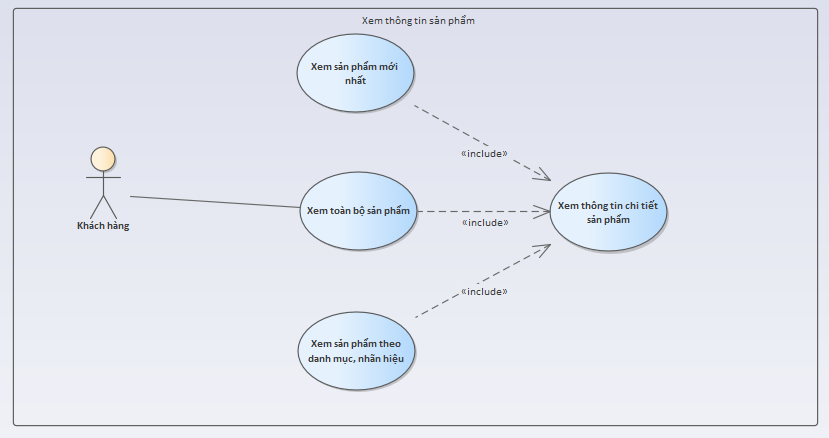 Xem thông tin sản phẩm
Xem sản phẩm mới
nhất
«include»
Khách hàng
Xem toàn bộ sản phẩm
«include»
Xem thông tin chi tiết
sản phẩm
«include»
Xem sản phẩm theo
danh mục, nhãn hiệu